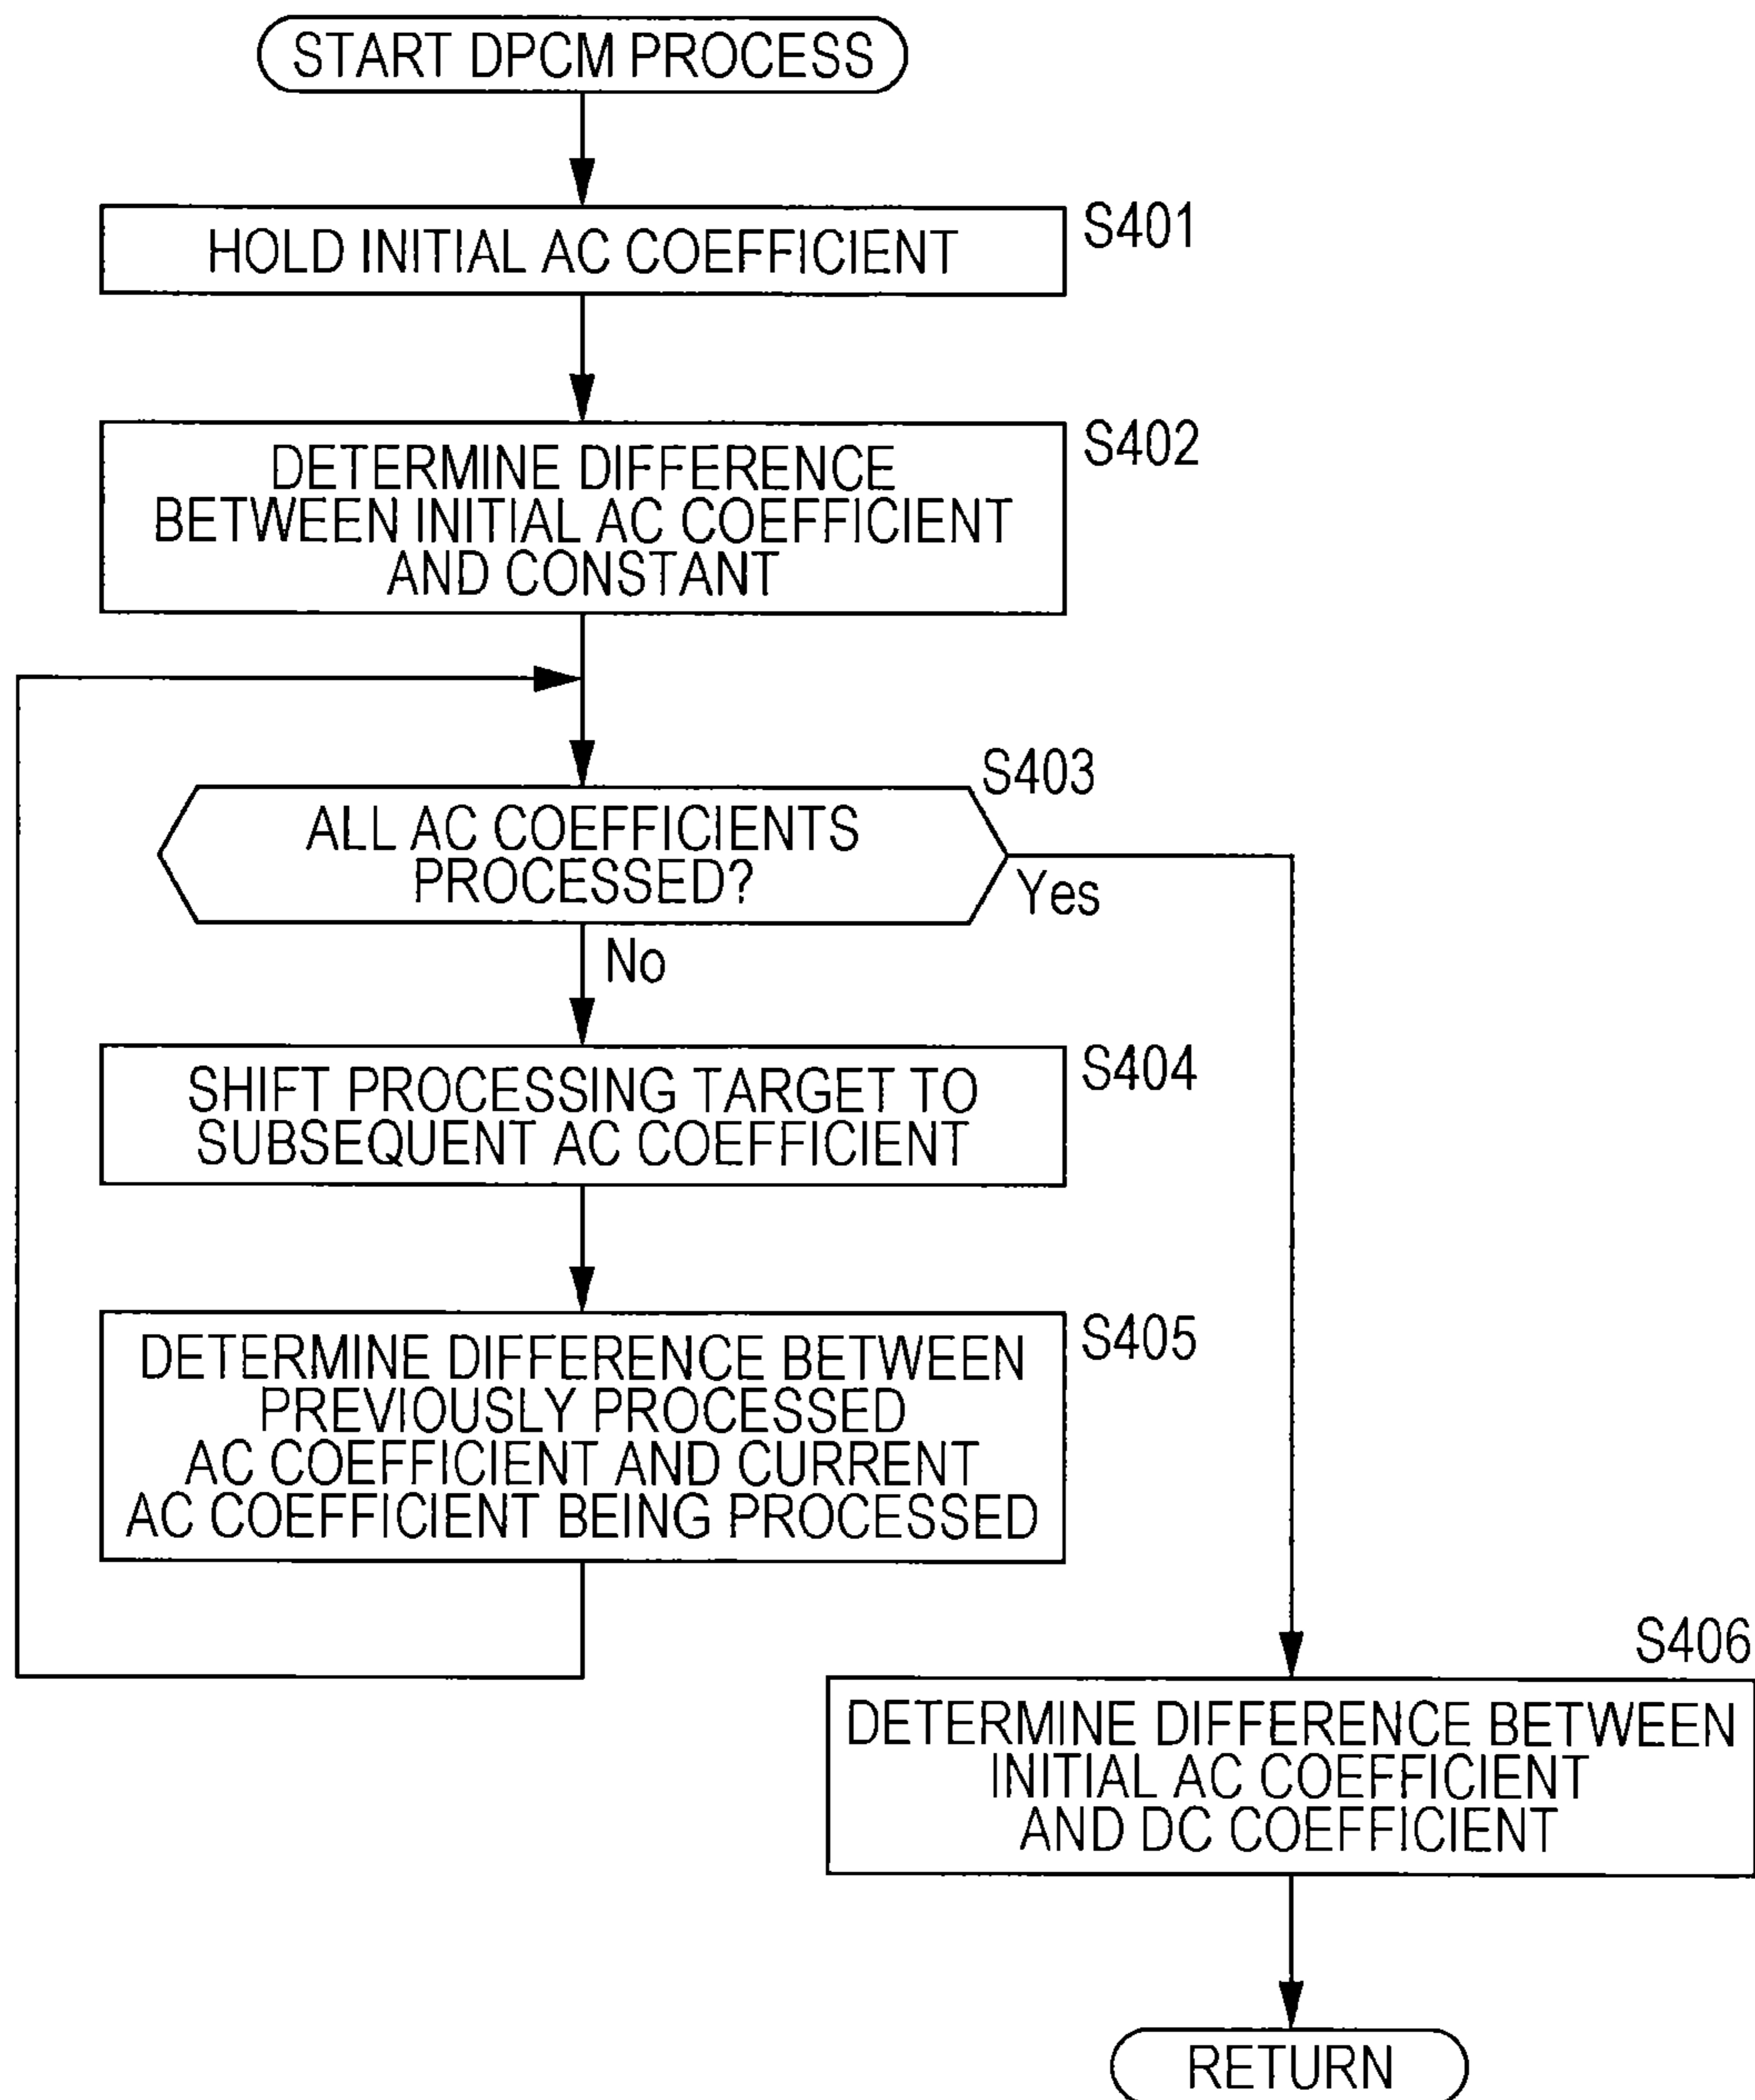 START DPCM PROCESS
S401
HOLD INITIAL AC COEFFICIENT
S402
DETERMINE DIFFERENCE
BETWEEN INITIAL AC COEFFICIENT
AND CONSTANT
S403
ALL AC COEFFICIENTS
PROCESSED?
Yes
No
S404
SHIFT PROCESSING TARGET TO
SUBSEQUENT AC COEFFICIENT
S405
DETERMINE DIFFERENCE BETWEEN
PREVIOUSLY PROCESSED
AC COEFFICIENT AND CURRENT
AC COEFFICIENT BEING PROCESSED
S406
DETERMINE DIFFERENCE BETWEEN
INITIAL AC COEFFICIENT
AND DC COEFFICIENT
RETURN